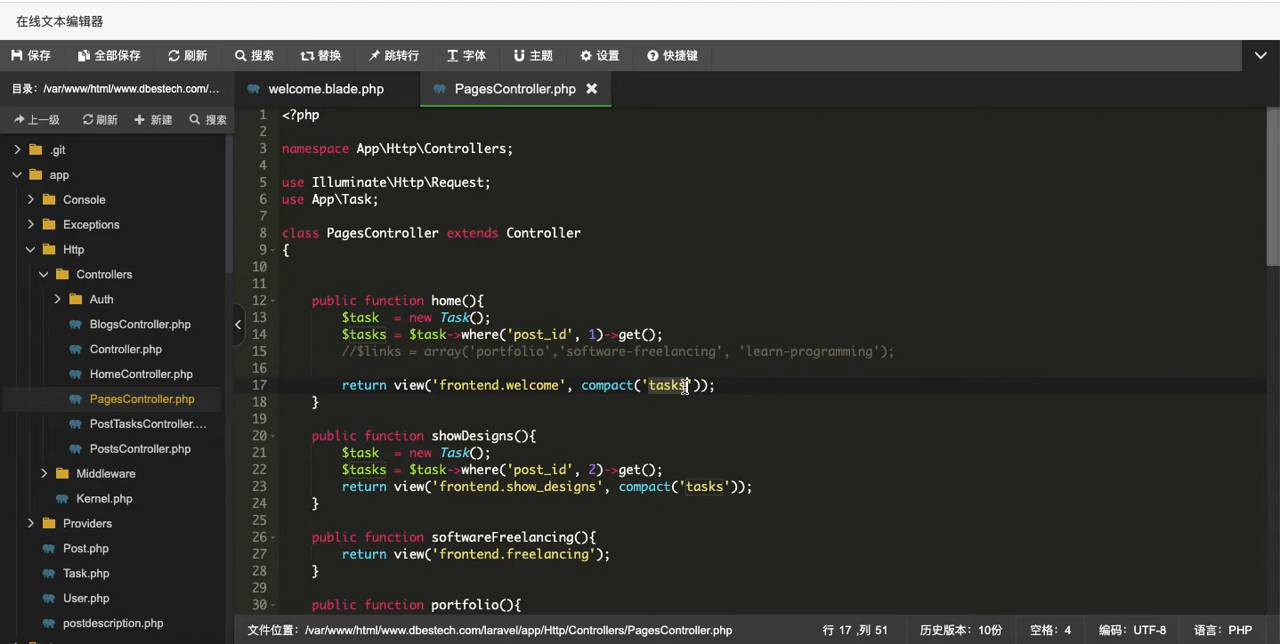 在线文本编辑器
保存 全部保存 刷新 搜索 替换 跳转行 字体 主题 设置 快捷键
目录: /var/www/html/www.dbestech.com/...
welcome.blade.php
PagesController.php
上一级 刷新 新建 搜索
.git
app
Console
Exceptions
Http
Controllers
Auth
BlogsController.php
Controller.php
HomeController.php
PagesController.php
PostTasksController....
PostsController.php
Middleware
Kernel.php
Providers
Post.php
Task.php
User.php
postdescription.php
1 <?php
2
3 namespace App\Http\Controllers;
4
5 use Illuminate\Http\Request;
6 use App\Task;
7
8 class PagesController extends Controller
9 {
10
11
12 public function home(){
13 $task = new Task();
14 $tasks = $task->where('post_id', 1)->get();
15 //$links = array('portfolio','software-freelancing', 'learn-programming');
16
17 return view('frontend.welcome', compact('tasks'));
18 }
19
20 public function showDesigns(){
21 $task = new Task();
22 $tasks = $task->where('post_id', 2)->get();
23 return view('frontend.show_designs', compact('tasks'));
24 }
25
26 public function softwareFreelancing(){
27 return view('frontend.freelancing');
28 }
29
30 public function portfolio(){
文件位置: /var/www/html/www.dbestech.com/laravel/app/Http/Controllers/PagesController.php
行 17 ,列 51
历史版本: 10份
空格: 4
编码: UTF-8
语言: PHP